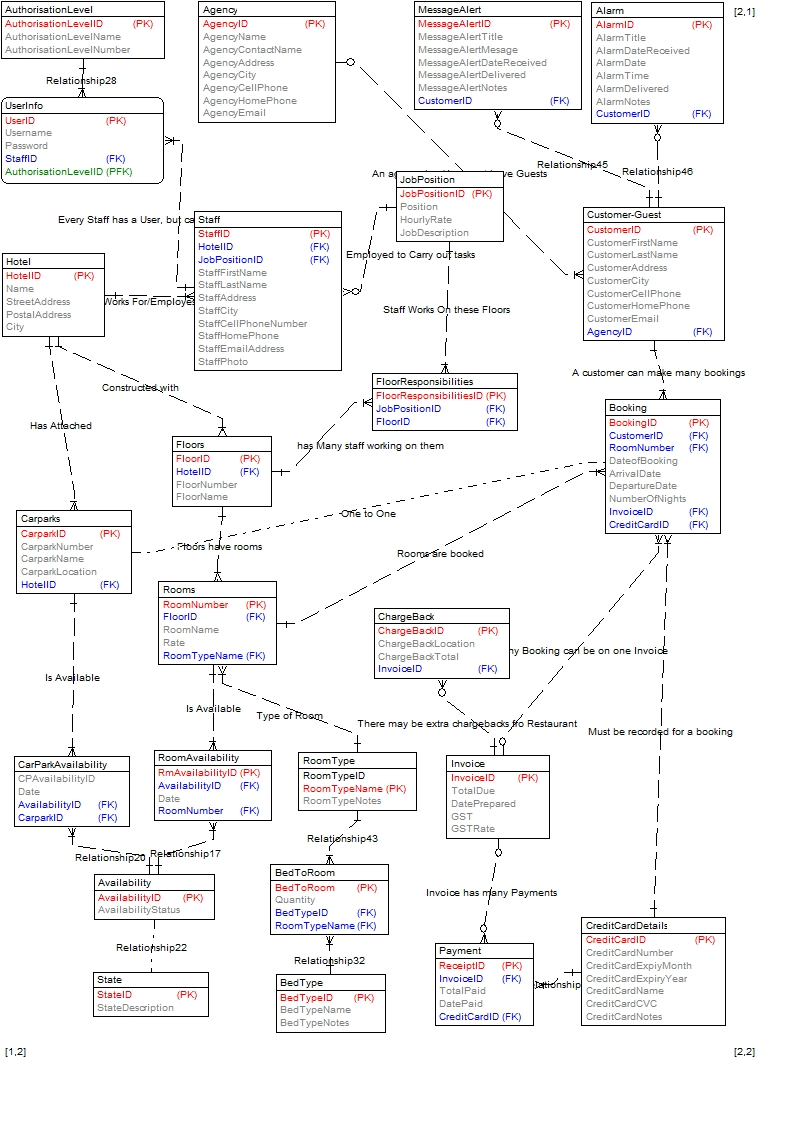 AuthorisationLevel
AuthorisationLevelID (PK)
AuthorisationLevelName
AuthorisationLevelNumber
Agency
AgencyID (PK)
AgencyName
AgencyContactName
AgencyAddress
AgencyCity
AgencyCellPhone
AgencyHomePhone
AgencyEmail
MessageAlert
MessageAlertID (PK)
MessageAlertTitle
MessageAlertMesage
MessageAlertDateReceived
MessageAlertDelivered
MessageAlertNotes
CustomerID (FK)
Alarm
AlarmID (PK)
AlarmTitle
AlarmDateReceived
AlarmDate
AlarmTime
AlarmDelivered
AlarmNotes
CustomerID (FK)
[2,1]
Relationship28
UserInfo
UserID (PK)
Username
Password
StaffID (FK)
AuthorisationLevelID (PFK)
Relationship45
Relationship46
An ag
ve Guests
JobPosition
JobPositionID (PK)
Position
HourlyRate
JobDescription
Every Staff has a User, but ca
Staff
StaffID (PK)
HotelID (FK)
JobPositionID (FK)
StaffFirstName
StaffLastName
StaffAddress
StaffCity
StaffCellPhoneNumber
StaffHomePhone
StaffEmailAddress
StaffPhoto
Customer-Guest
CustomerID (PK)
CustomerFirstName
CustomerLastName
CustomerAddress
CustomerCity
CustomerCellPhone
CustomerHomePhone
CustomerEmail
AgencyID (FK)
Hotel
HotelID (PK)
Name
StreetAddress
PostalAddress
City
Works For/Employes
Employed to Carry out tasks
Staff Works On these Floors
A customer can make many bookings
Constructed with
Has Attached
FloorResponsibilities
FloorResponsibilitiesID (PK)
JobPositionID (FK)
FloorID (FK)
Booking
BookingID (PK)
CustomerID (FK)
RoomNumber (FK)
DateofBooking
ArrivalDate
DepartureDate
NumberOfNights
InvoiceID (FK)
CreditCardID (FK)
Floors
FloorID (PK)
HotelID (FK)
FloorNumber
FloorName
has Many staff working on them
Carparks
CarparkID (PK)
CarparkNumber
CarparkName
CarparkLocation
HotelID (FK)
One to One
Floors have rooms
Rooms are booked
Rooms
RoomNumber (PK)
FloorID (FK)
RoomName
Rate
RoomTypeName (FK)
ChargeBack
ChargeBackID (PK)
ChargeBackLocation
ChargeBackTotal
InvoiceID (FK)
ny Booking can be on one Invoice
Is Available
Is Available
Type of Room
There may be extra chargebacks fro Restaurant
Must be recorded for a booking
CarParkAvailability
CPAvailabilityID
Date
AvailabilityID (FK)
CarparkID (FK)
RoomAvailability
RmAvailabilityID (PK)
AvailabilityID (FK)
Date
RoomNumber (FK)
RoomType
RoomTypeID
RoomTypeName (PK)
RoomTypeNotes
Invoice
InvoiceID (PK)
TotalDue
DatePrepared
GST
GSTRate
Relationship20
Relationship17
Relationship43
Availability
AvailabilityID (PK)
AvailabilityStatus
BedToRoom
BedToRoom (PK)
Quantity
BedTypeID (FK)
RoomTypeName (FK)
Invoice has many Payments
Relationship22
Relationship32
State
StateID (PK)
StateDescription
BedType
BedTypeID (PK)
BedTypeName
BedTypeNotes
Payment
ReceiptID (PK)
InvoiceID (FK)
TotalPaid
DatePaid
CreditCardID (FK)
lationship
CreditCardDetails
CreditCardID (PK)
CreditCardNumber
CreditCardExpiyMonth
CreditCardExpiryYear
CreditCardName
CreditCardCVC
CreditCardNotes
[1,2]
[2,2]